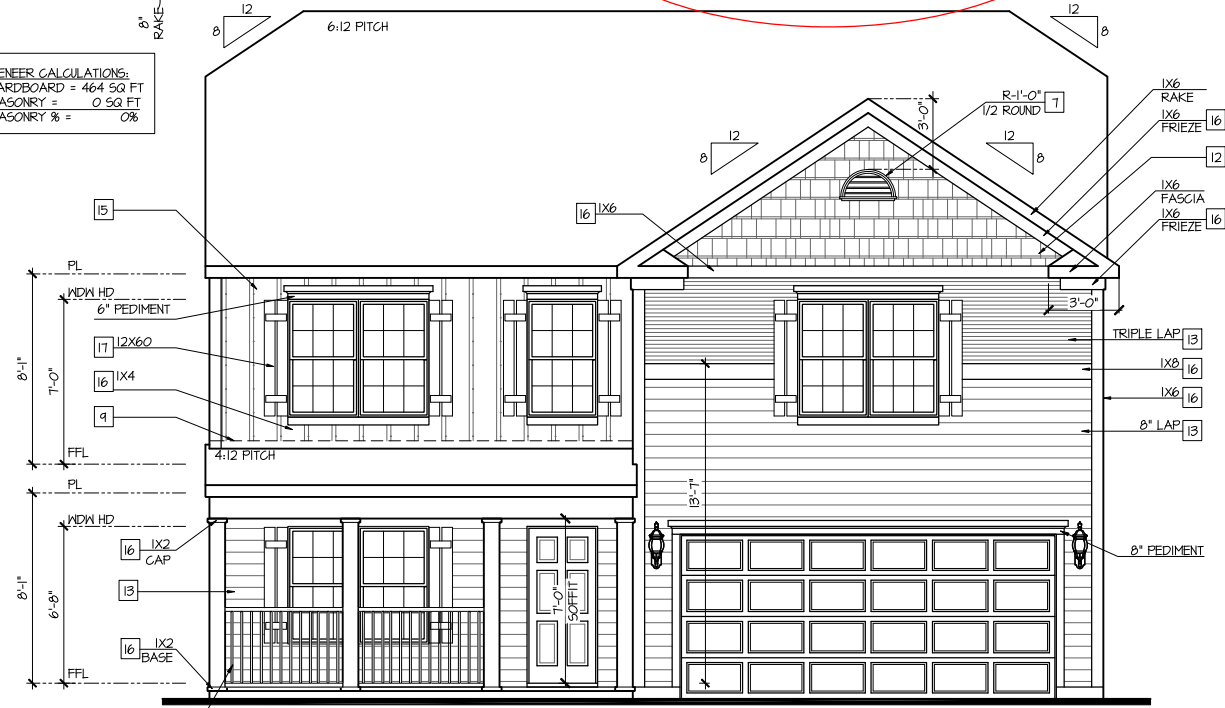 8"
RAKE
12
8
6:12 PITCH
12
8
ENEER CALCULATIONS:
ARDBOARD = 464 SQ FT
ASONRY = 0 SQ FT
ASONRY % = 0%
R-1'-0"
1/2 ROUND 7
3'-0"
1X6
RAKE
1X6
FRIEZE 16
12
8
12
8
12
1X6
FASCIA
1X6
FRIEZE 16
15
16 1X6
PL
WDW HD
6" PEDIMENT
3'-0"
17 12X60
16 1X4
9
8'-1"
7'-0"
TRIPLE LAP 13
1X8 16
1X6 16
8" LAP 13
FFL
4:12 PITCH
PL
13'-7"
WDW HD
16 1X2
CAP
8" PEDIMENT
13
8'-1"
6'-8"
7'-0"
SOFFIT
16 1X2
BASE
FFL